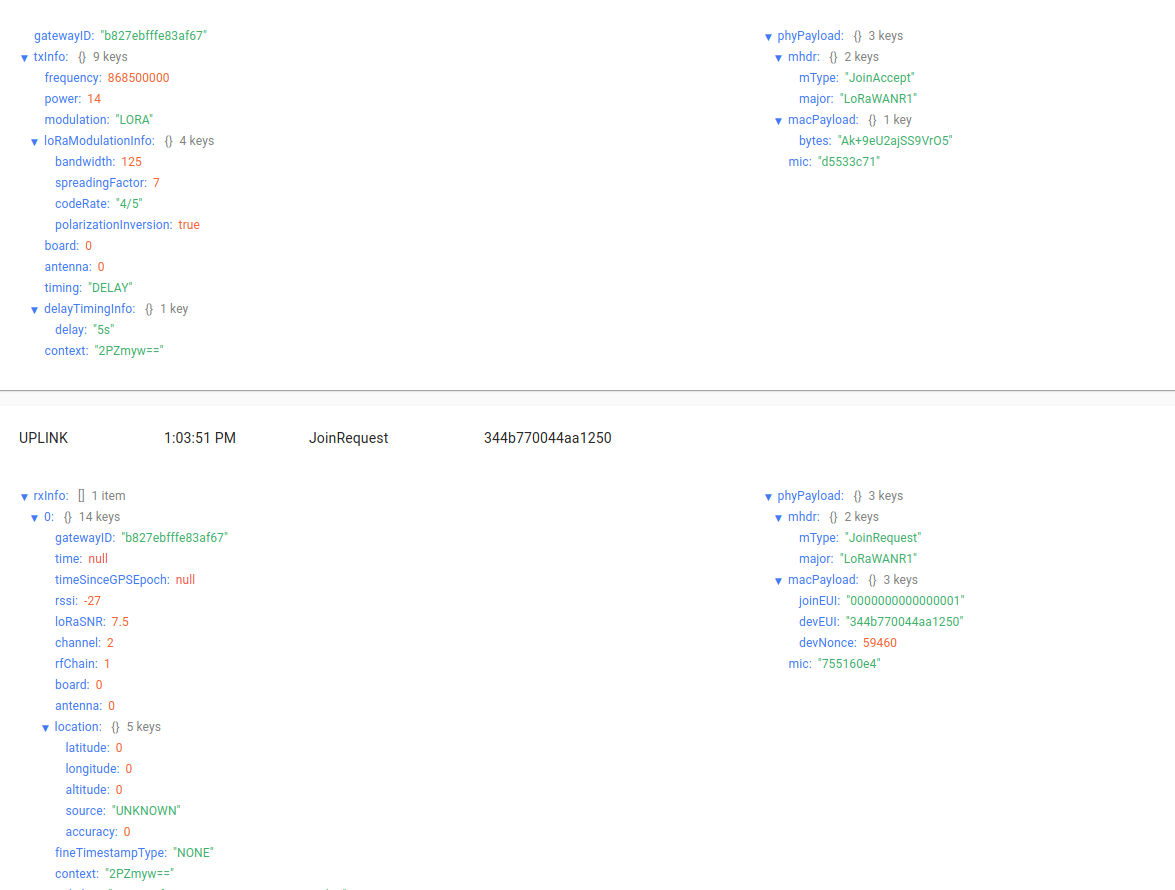 gatewayID: "b827ebfffe83af67"
▼ txInfo: {} 9 keys
frequency: 868500000
power: 14
modulation: "LORA"
▼ loRaModulationInfo: {} 4 keys
bandwidth: 125
spreadingFactor: 7
codeRate: "4/5"
polarizationInversion: true
board: 0
antenna: 0
timing: "DELAY"
▼ delayTimingInfo: {} 1 key
delay: "5s"
context: "2PZmyw=="
▼ phyPayload: {} 3 keys
▼ mhdr: {} 2 keys
mType: "JoinAccept"
major: "LoRaWANR1"
▼ macPayload: {} 1 key
bytes: "Ak+9eU2ajSS9VrO5"
mic: "d5533c71"
UPLINK 1:03:51 PM JoinRequest 344b770044aa1250
▼ rxInfo: [] 1 item
▼ 0: {} 14 keys
gatewayID: "b827ebfffe83af67"
time: null
timeSinceGPSEpoch: null
rssi: -27
loRaSNR: 7.5
channel: 2
rfChain: 1
board: 0
antenna: 0
▼ location: {} 5 keys
latitude: 0
longitude: 0
altitude: 0
source: "UNKNOWN"
accuracy: 0
fineTimestampType: "NONE"
context: "2PZmyw=="
▼ phyPayload: {} 3 keys
▼ mhdr: {} 2 keys
mType: "JoinRequest"
major: "LoRaWANR1"
▼ macPayload: {} 3 keys
joinEUI: "0000000000000001"
devEUI: "344b770044aa1250"
devNonce: 59460
mic: "755160e4"